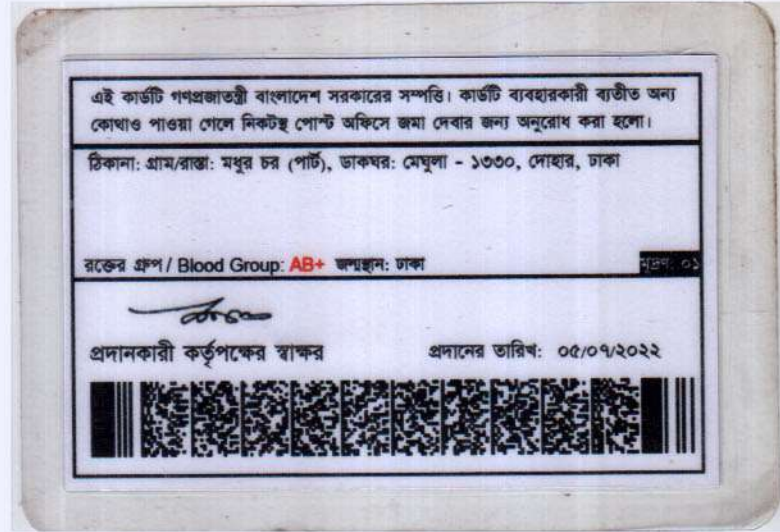 এই কার্ডটি গণপ্রজাতন্ত্রী বাংলাদেশ সরকারের সম্পত্তি। কার্ডটি ব্যবহারকারী ব্যতীত অন্য
কোথাও পাওয়া গেলে নিকটস্থ পোস্ট অফিসে জমা দেবার জন্য অনুরোধ করা হলো।
ঠিকানা: গ্রাম/রাস্তা: মধুর চর (পার্ট), ডাকঘর: মেঘুলা - ১৩৩০, দোহার, ঢাকা
রক্তের গ্রুপ / Blood Group: AB+ জন্মস্থান: ঢাকা মুদ্রণ: ০১
প্রদানকারী কর্তৃপক্ষের স্বাক্ষর প্রদানের তারিখ: ০৫/০৭/২০২২